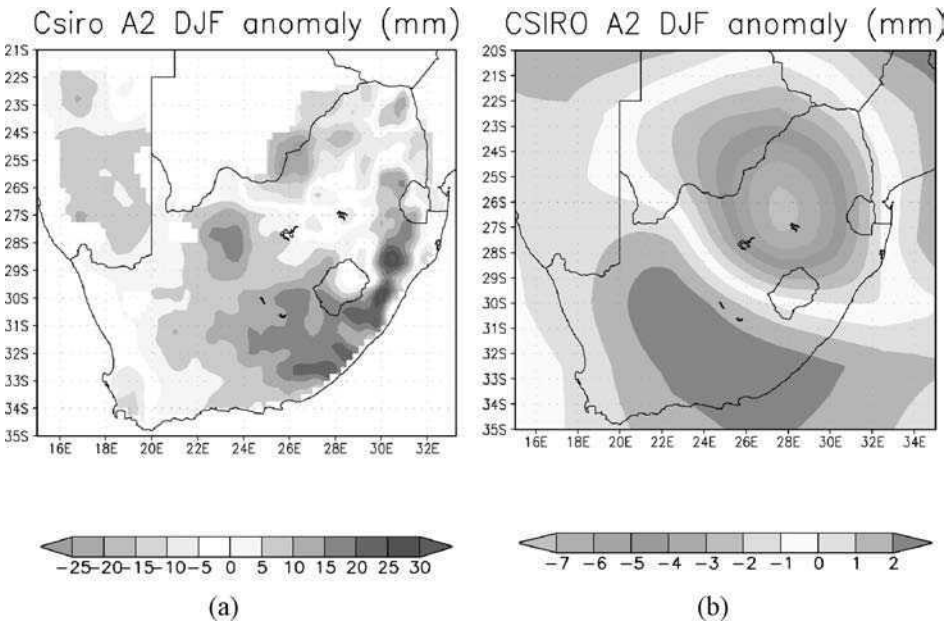 Csiro A2 DJF anomaly (mm)
21S
22S
23S
24S
25S
26S
27S
28S
29S
30S
31S
32S
33S
34S
35S
16E 18E 20E 22E 24E 26E 28E 30E 32E
-25 -20 -15 -10 -5 0 5 10 15 20 25 30
(a)
CSIRO A2 DJF anomaly (mm)
20S
21S
22S
23S
24S
25S
26S
27S
28S
29S
30S
31S
32S
33S
34S
35S
16E 18E 20E 22E 24E 26E 28E 30E 32E 34E
-7 -6 -5 -4 -3 -2 -1 0 1 2
(b)